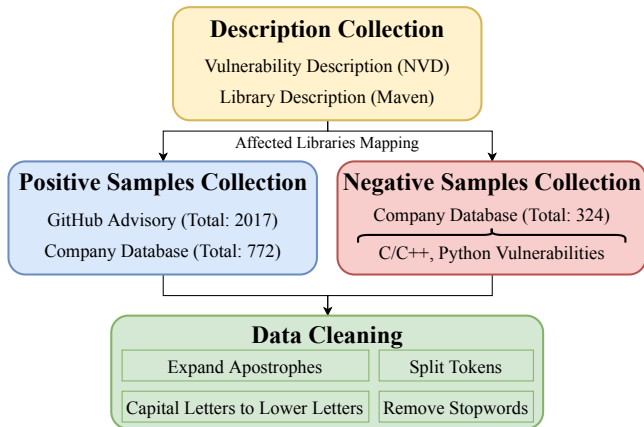 Description Collection
Vulnerability Description (NVD)
Library Description (Maven)
Affected Libraries Mapping
Positive Samples Collection
GitHub Advisory (Total: 2017)
Company Database (Total: 772)
Negative Samples Collection
Company Database (Total: 324)
C/C++, Python Vulnerabilities
Data Cleaning
Expand Apostrophes
Split Tokens
Capital Letters to Lower Letters
Remove Stopwords